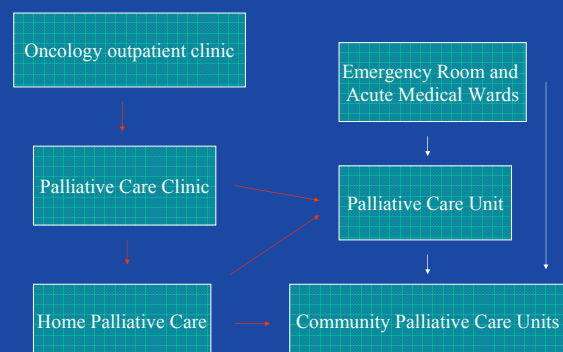 Oncology outpatient clinic
Emergency Room and
Acute Medical Wards
Palliative Care Clinic
Palliative Care Unit
Home Palliative Care
Community Palliative Care Units